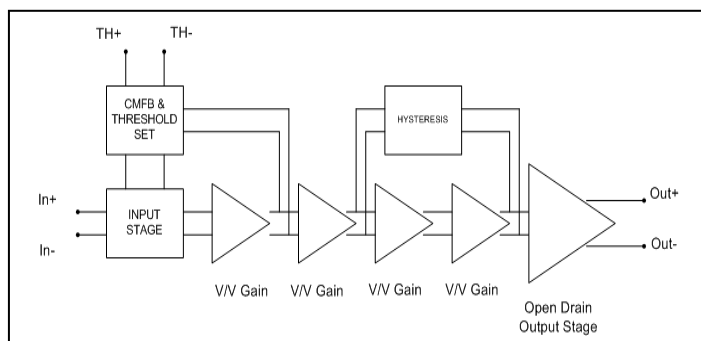 TH+ TH-
CMFB &
THRESHOLD
SET
HYSTERESIS
In+
In-
INPUT
STAGE
Out+
Out-
V/V Gain V/V Gain V/V Gain V/V Gain
Open Drain
Output Stage